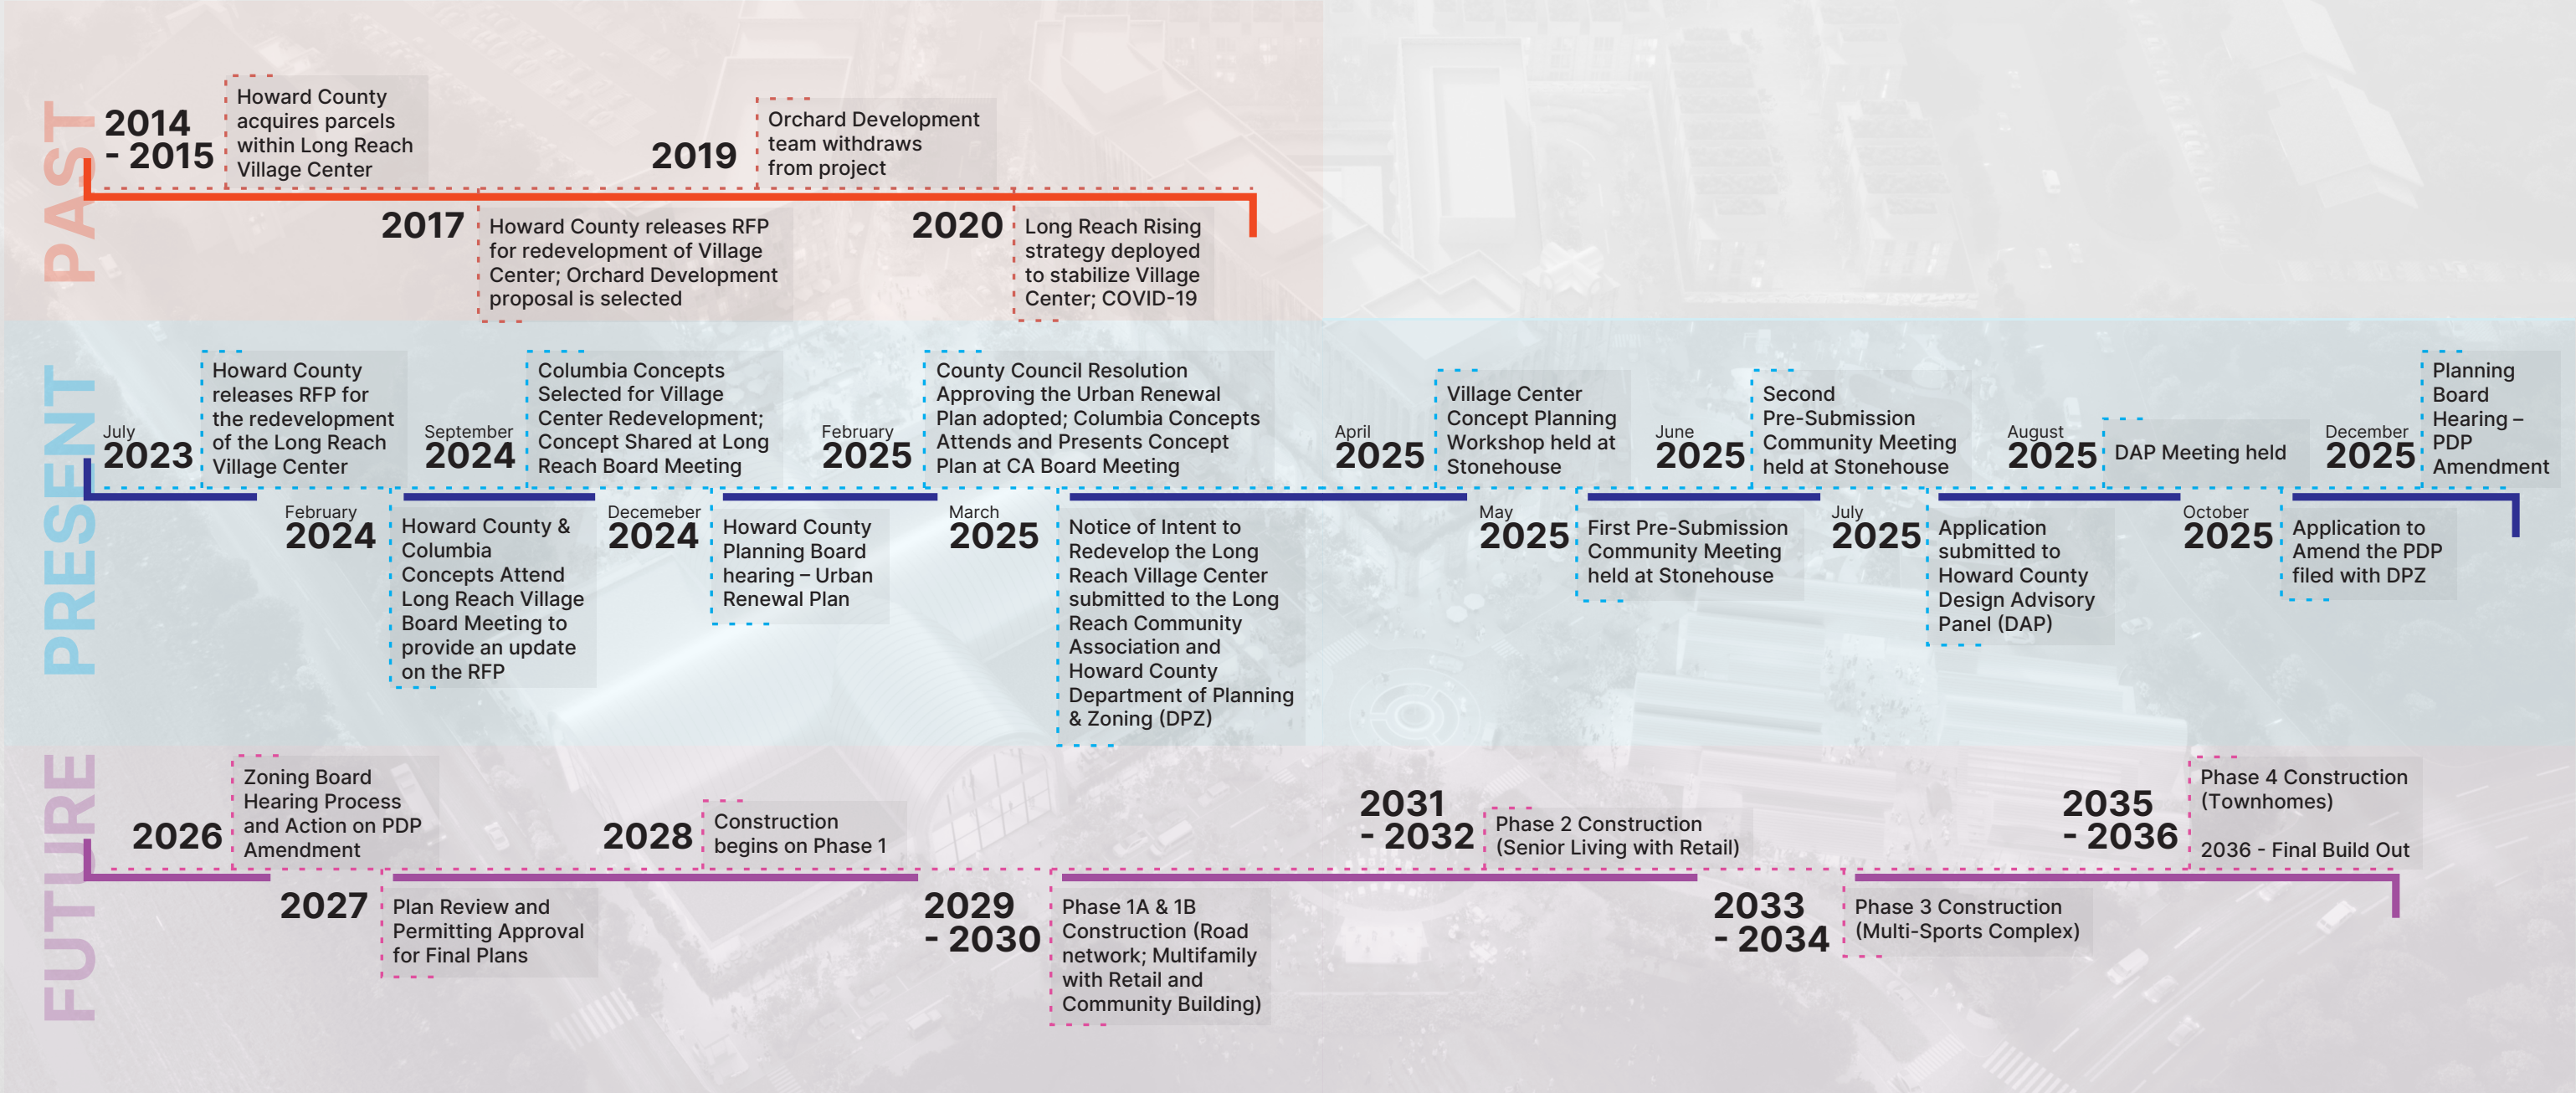 PAST
2014
- 2015
Howard County
acquires parcels
within Long Reach
Village Center
2017
Howard County releases RFP
for redevelopment of Village
Center; Orchard Development
proposal is selected
2019
Orchard Development
team withdraws
from project
2020
Long Reach Rising
strategy deployed
to stabilize Village
Center; COVID-19
PRESENT
July
2023
Howard County
releases RFP for
the redevelopment
of the Long Reach
Village Center
February
2024
Howard County &
Columbia
Concepts Attend
Long Reach Village
Board Meeting to
provide an update
on the RFP
September
2024
Columbia Concepts
Selected for Village
Center Redevelopment;
Concept Shared at Long
Reach Board Meeting
Decemeber
2024
Howard County
Planning Board
hearing – Urban
Renewal Plan
February
2025
County Council Resolution
Approving the Urban Renewal
Plan adopted; Columbia Concepts
Attends and Presents Concept
Plan at CA Board Meeting
March
2025
Notice of Intent to
Redevelop the Long
Reach Village Center
submitted to the Long
Reach Community
Association and
Howard County
Department of Planning
& Zoning (DPZ)
April
2025
Village Center
Concept Planning
Workshop held at
Stonehouse
May
2025
First Pre-Submission
Community Meeting
held at Stonehouse
June
2025
Second
Pre-Submission
Community Meeting
held at Stonehouse
July
2025
Application
submitted to
Howard County
Design Advisory
Panel (DAP)
August
2025
DAP Meeting held
October
2025
Application to
Amend the PDP
filed with DPZ
December
2025
Planning
Board
Hearing –
PDP
Amendment
FUTURE
2026
Zoning Board
Hearing Process
and Action on PDP
Amendment
2027
Plan Review and
Permitting Approval
for Final Plans
2028
Construction
begins on Phase 1
2029
- 2030
Phase 1A & 1B
Construction (Road
network; Multifamily
with Retail and
Community Building)
2031
- 2032
Phase 2 Construction
(Senior Living with Retail)
2033
- 2034
Phase 3 Construction
(Multi-Sports Complex)
2035
- 2036
Phase 4 Construction
(Townhomes)
2036 - Final Build Out